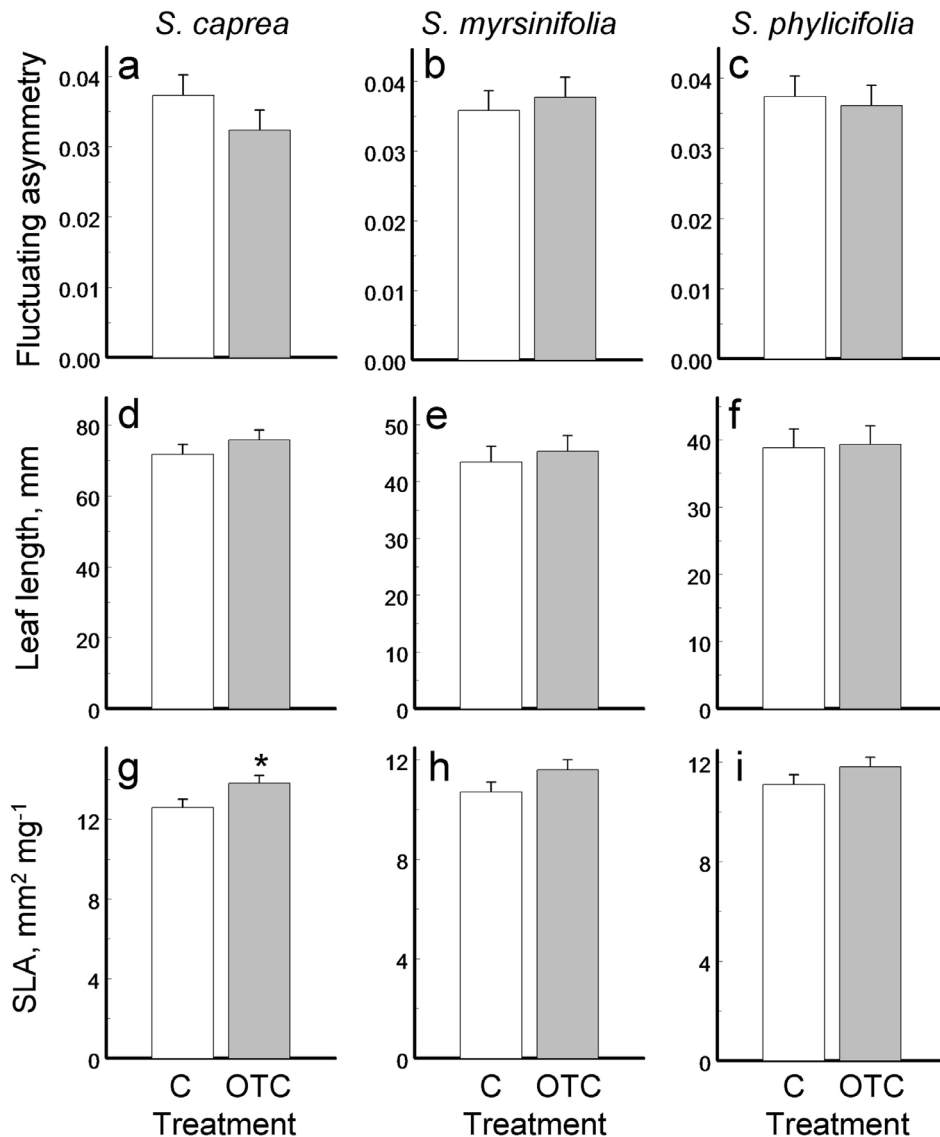 S. caprea
S. myrsinifolia
S. phylicifolia
Fluctuating asymmetry
a
0.04
0.03
0.02
0.01
0.00
b
0.04
0.03
0.02
0.01
0.00
c
0.04
0.03
0.02
0.01
0.00
Leaf length, mm
d
80
60
40
20
0
e
50
40
30
20
10
0
f
40
30
20
10
0
SLA, mm² mg⁻¹
g
*
12
8
4
0
h
12
8
4
0
i
12
8
4
0
C OTC
Treatment
C OTC
Treatment
C OTC
Treatment